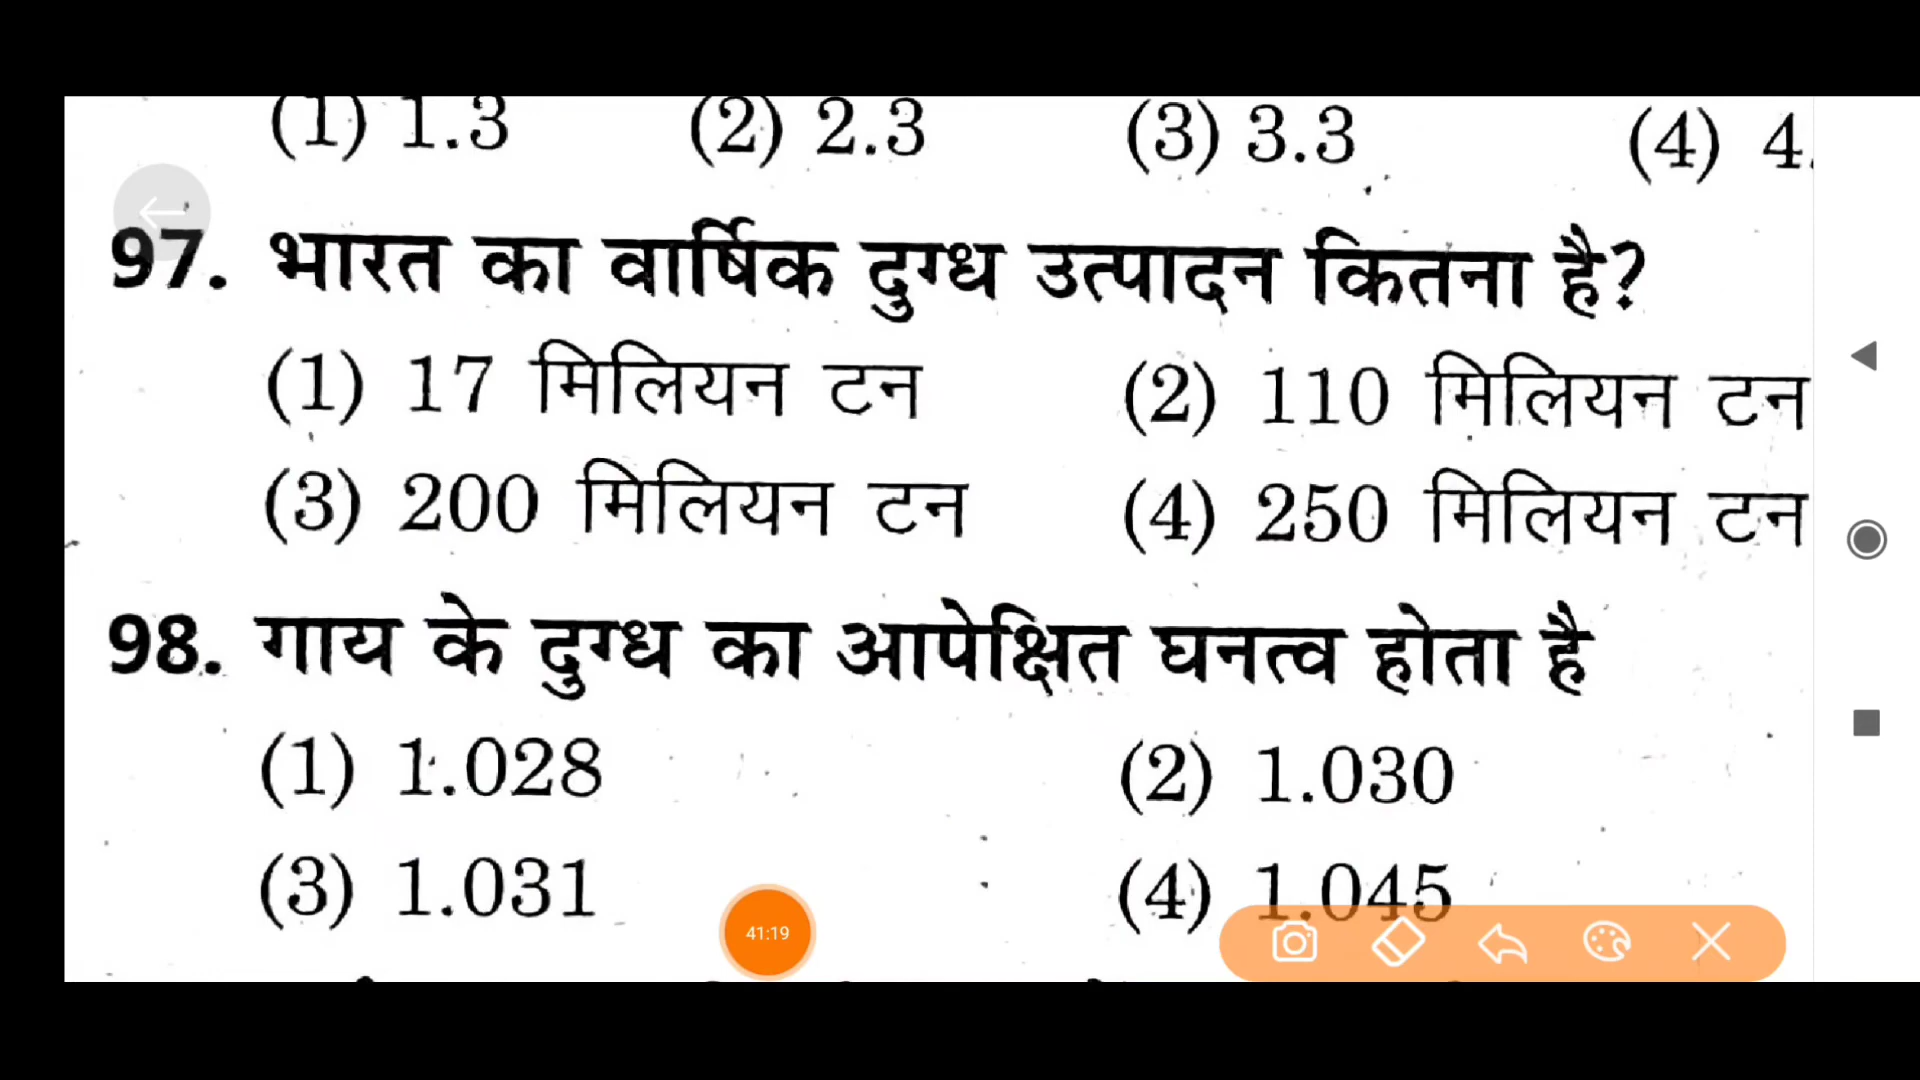 (1) 1.3 (2) 2.3 (3) 3.3 (4) 4.
97. भारत का वार्षिक दुग्ध उत्पादन कितना है?
(1) 17 मिलियन टन (2) 110 मिलियन टन
(3) 200 मिलियन टन (4) 250 मिलियन टन
98. गाय के दुग्ध का आपेक्षित घनत्व होता है
(1) 1.028 (2) 1.030
(3) 1.031 (4) 1.045
41:19